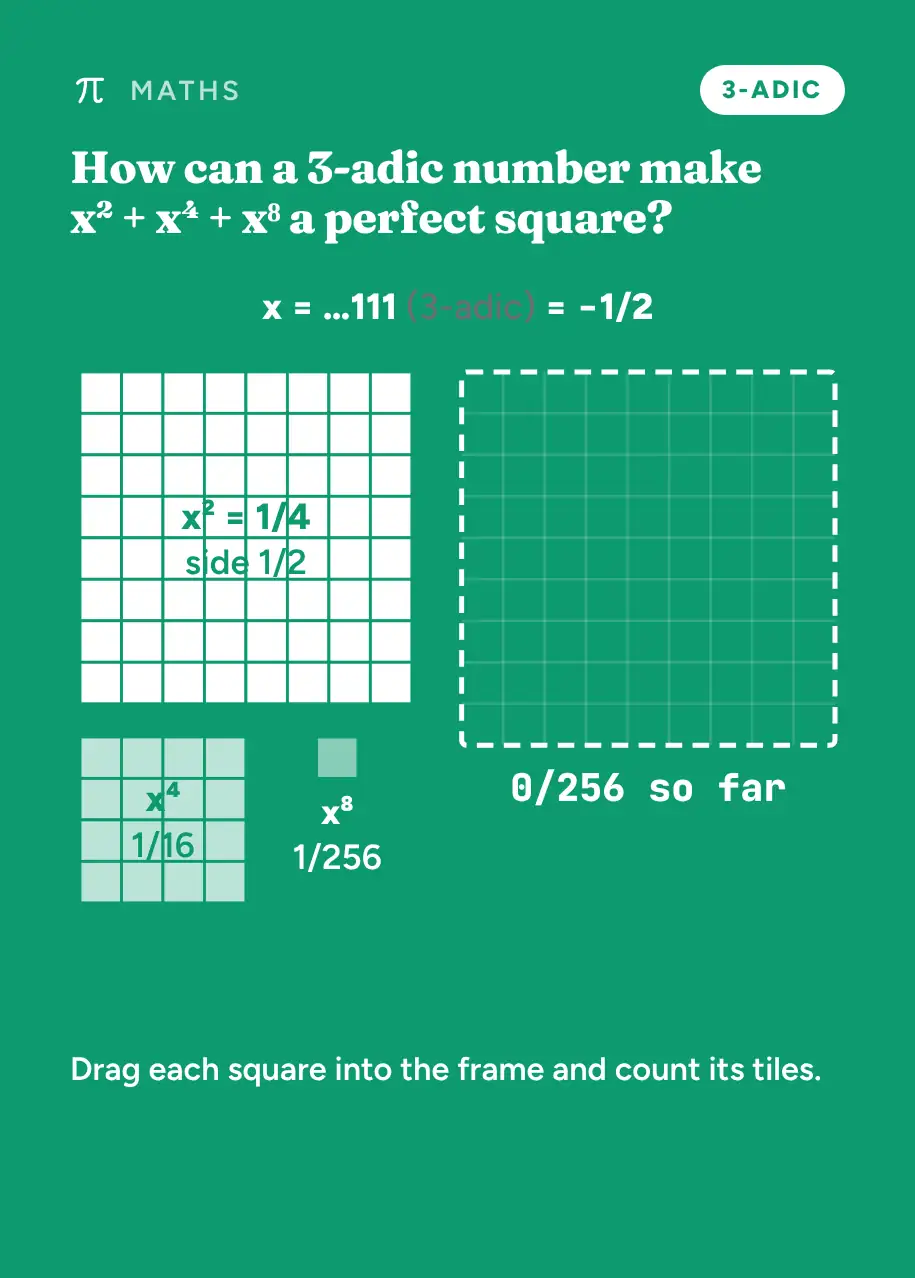 π MATHS
3-ADIC
How can a 3-adic number make
x² + x⁴ + x⁸ a perfect square?
x = ...111 (3-adic) = -1/2
x² = 1/4
side 1/2
x⁴
1/16
x⁸
1/256
0/256 so far
Drag each square into the frame and count its tiles.